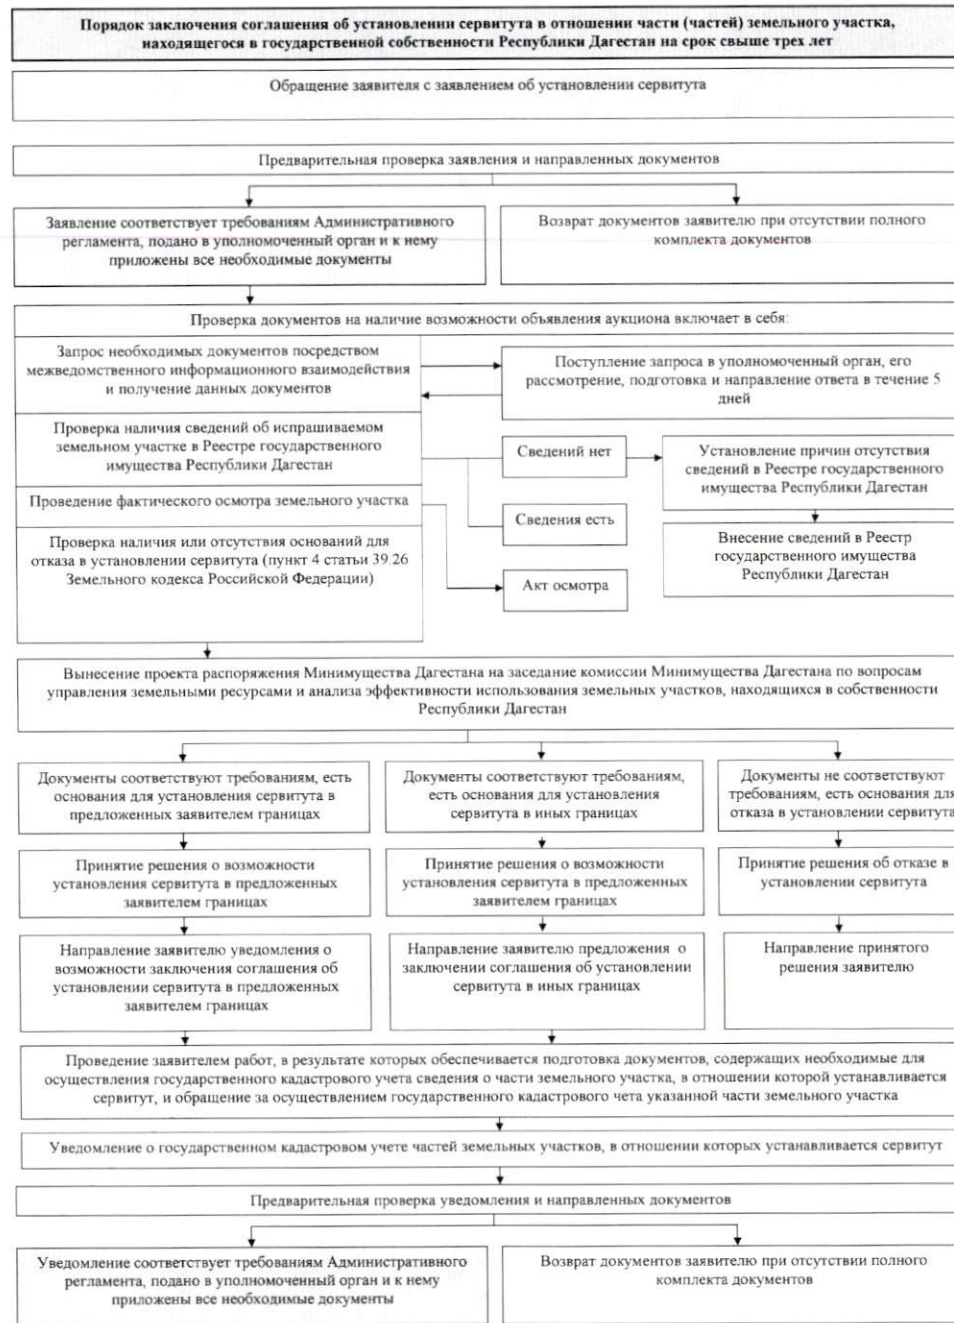 Порядок заключения соглашения об установлении сервитута в отношении части (частей) земельного участка,
находящегося в государственной собственности Республики Дагестан на срок свыше трех лет
Обращение заявителя с заявлением об установлении сервитута
Предварительная проверка заявления и направленных документов
Заявление соответствует требованиям Административного
регламента, подано в уполномоченный орган и к нему
приложены все необходимые документы
Возврат документов заявителю при отсутствии полного
комплекта документов
Проверка документов на наличие возможности объявления аукциона включает в себя:
Запрос необходимых документов посредством
межведомственного информационного взаимодействия
и получение данных документов
Поступление запроса в уполномоченный орган, его
рассмотрение, подготовка и направление ответа в течение 5
дней
Проверка наличия сведений об испрашиваемом
земельном участке в Реестре государственного
имущества Республики Дагестан
Сведений нет
Установление причин отсутствия
сведений в Реестре государственного
имущества Республики Дагестан
Проведение фактического осмотра земельного участка
Сведения есть
Проверка наличия или отсутствия оснований для
отказа в установлении сервитута (пункт 4 статьи 39.26
Земельного кодекса Российской Федерации)
Внесение сведений в Реестр
государственного имущества
Республики Дагестан
Акт осмотра
Вынесение проекта распоряжения Минимущества Дагестана на заседание комиссии Минимущества Дагестана по вопросам
управления земельными ресурсами и анализа эффективности использования земельных участков, находящихся в собственности
Республики Дагестан
Документы соответствуют требованиям, есть
основания для установления сервитута в
предложенных заявителем границах
Документы соответствуют требованиям,
есть основания для установления
сервитута в иных границах
Документы не соответствуют
требованиям, есть основания для
отказа в установлении сервитута
Принятие решения о возможности
установления сервитута в предложенных
заявителем границах
Принятие решения о возможности
установления сервитута в предложенных
заявителем границах
Принятие решения об отказе в
установлении сервитута
Направление заявителю уведомления о
возможности заключения соглашения об
установлении сервитута в предложенных
заявителем границах
Направление заявителю предложения о
заключении соглашения об установлении
сервитута в иных границах
Направление принятого
решения заявителю
Проведение заявителем работ, в результате которых обеспечивается подготовка документов, содержащих необходимые для
осуществления государственного кадастрового учета сведения о части земельного участка, в отношении которой устанавливается
сервитут, и обращение за осуществлением государственного кадастрового чета указанной части земельного участка
Уведомление о государственном кадастровом учете частей земельных участков, в отношении которых устанавливается сервитут
Предварительная проверка уведомления и направленных документов
Уведомление соответствует требованиям Административного
регламента, подано в уполномоченный орган и к нему
приложены все необходимые документы
Возврат документов заявителю при отсутствии полного
комплекта документов